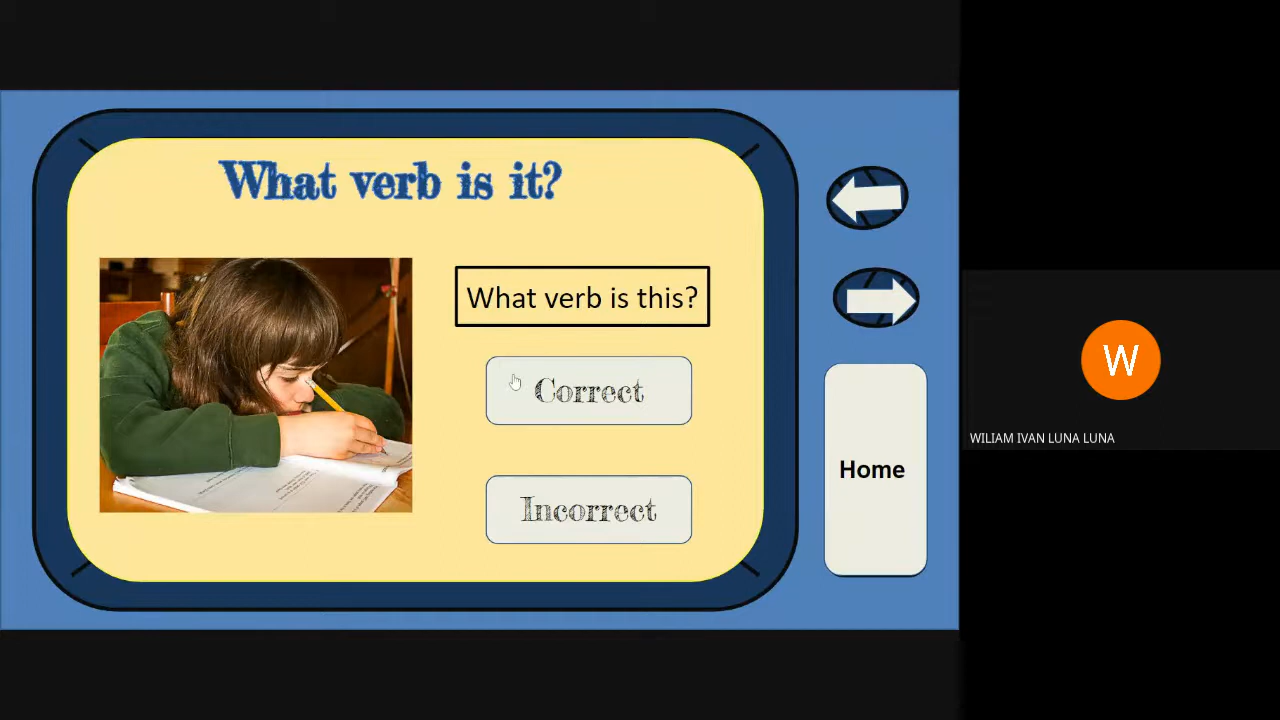 What verb is it?
What verb is this?
Correct
Incorrect
Home
W
WILIAM IVAN LUNA LUNA